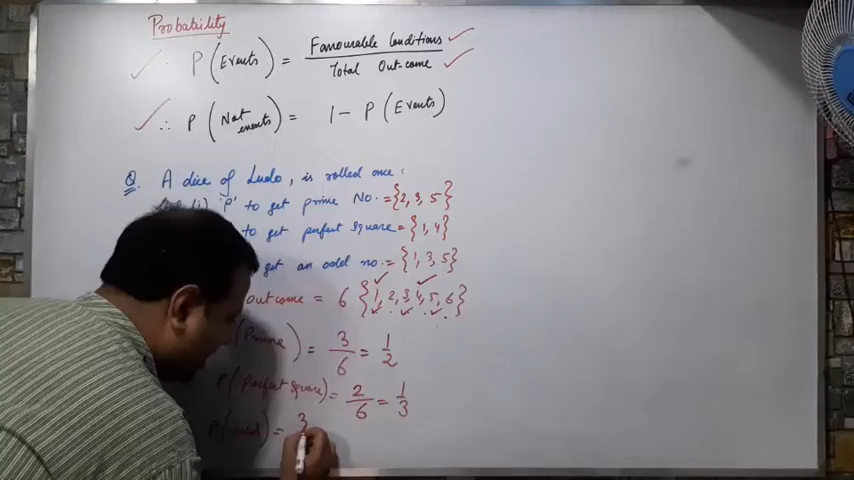 Probability
P (Events) = Favourable Conditions / Total Out-come
∴ P (Not events) = 1 - P (Events)
Q. A dice of Ludo, is rolled once:
(i) 'P' to get prime No. = {2, 3, 5}
to get perfect square = {1, 4}
get an odd no. = {1, 3, 5}
outcome = 6 {1, 2, 3, 4, 5, 6}
(Prime) = 3/6 = 1/2
P (Perfect square) = 2/6 = 1/3
P (odd) = 3